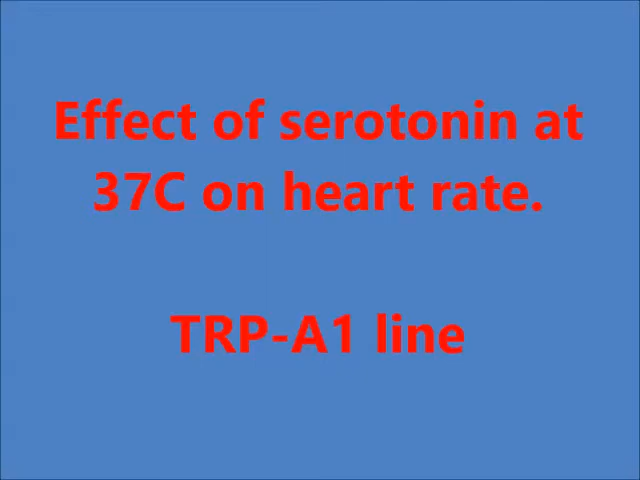 Effect of serotonin at
37C on heart rate.
TRP-A1 line